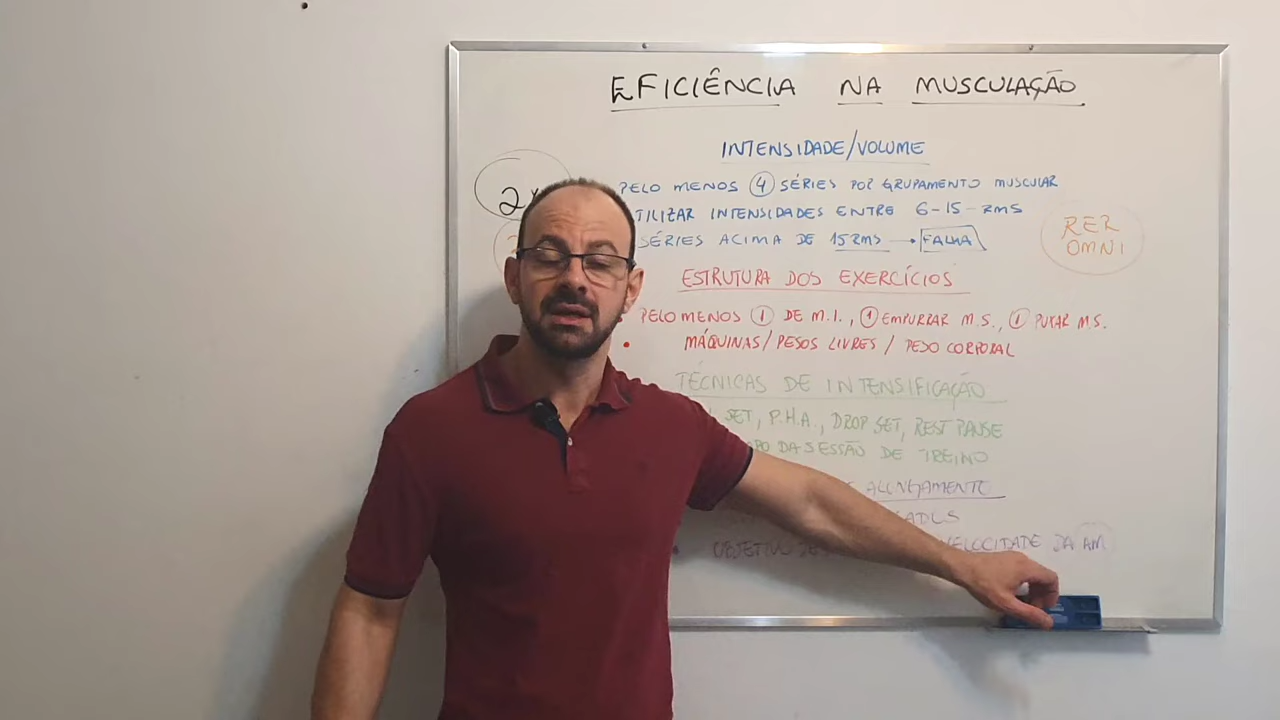 EFICIÊNCIA NA MUSCULAÇÃO
INTENSIDADE/VOLUME
2x
PELO MENOS 4 SÉRIES POR GRUPAMENTO MUSCULAR
TILIZAR INTENSIDADES ENTRE 6-15-RMS
SÉRIES ACIMA DE 15RMS → FALHA
RER
OMNI
ESTRUTURA DOS EXERCÍCIOS
PELO MENOS 1 DE M.I., 1 EMPURRAR M.S., 1 PUXAR M.S.
MÁQUINAS/PESOS LIVRES / PESO CORPORAL
TÉCNICAS DE INTENSIFICAÇÃO
SET, P.H.A., DROP SET, REST PAUSE
DA SESSÃO DE TREINO
ALONGAMENTO
OBJETIVO VELOCIDADE DA AM